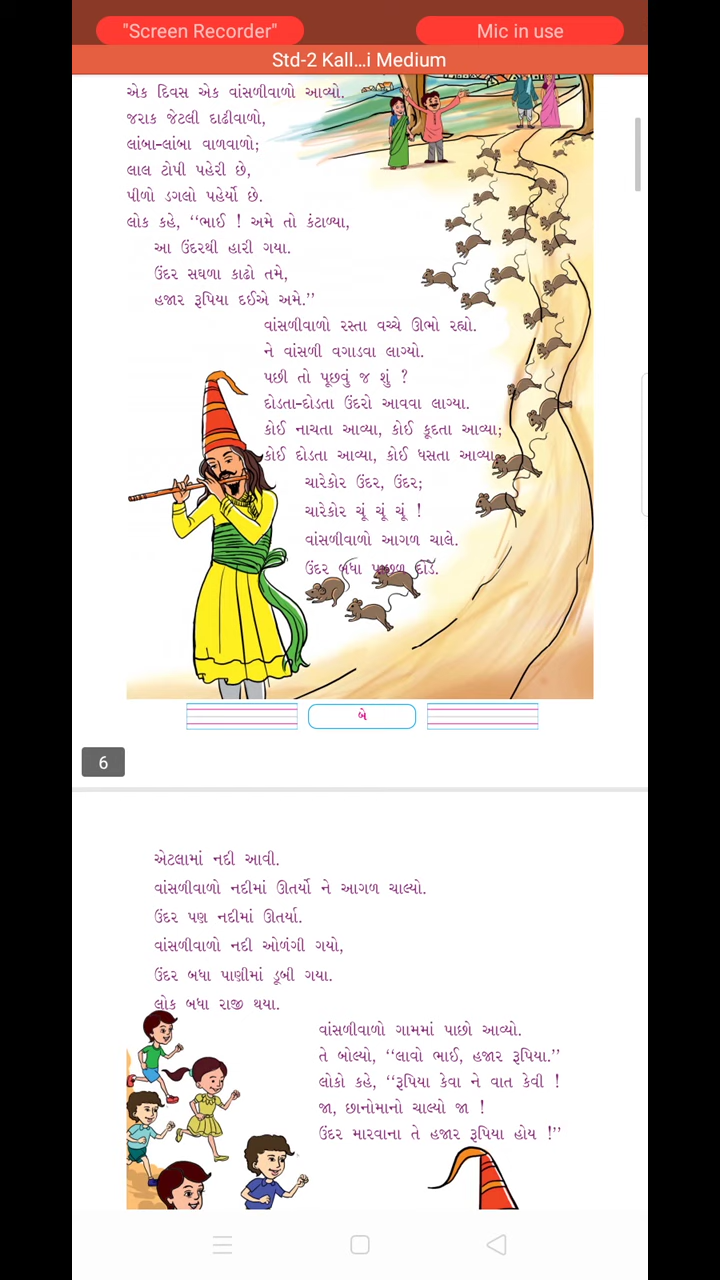 "Screen Recorder"
Mic in use
Std-2 Kall...i Medium
એક દિવસ એક વાંસળીવાળો આવ્યો.
જરાક જેટલી દાઢીવાળો,
લાંબા-લાંબા વાળવાળો;
લાલ ટોપી પહેરી છે,
પીળો ડગલો પહેર્યો છે.
લોક કહે, ‘‘ભાઈ ! અમે તો કંટાળ્યા,
આ ઉંદરથી હારી ગયા.
ઉંદર સઘળા કાઢો તમે,
હજાર રૂપિયા દઈએ અમે.’’
વાંસળીવાળો રસ્તા વચ્ચે ઊભો રહ્યો.
ને વાંસળી વગાડવા લાગ્યો.
પછી તો પૂછવું જ શું ?
દોડતા-દોડતા ઉંદરો આવવા લાગ્યા.
કોઈ નાચતા આવ્યા, કોઈ કૂદતા આવ્યા;
કોઈ દોડતા આવ્યા, કોઈ ધસતા આવ્યા.
ચારેકોર ઉંદર, ઉંદર;
ચારેકોર ચૂં ચૂં ચૂં !
વાંસળીવાળો આગળ ચાલે.
ઉંદર બધા પાછળ દોડે.
બે
6
એટલામાં નદી આવી.
વાંસળીવાળો નદીમાં ઊતર્યો ને આગળ ચાલ્યો.
ઉંદર પણ નદીમાં ઊતર્યા.
વાંસળીવાળો નદી ઓળંગી ગયો,
ઉંદર બધા પાણીમાં ડૂબી ગયા.
લોક બધા રાજી થયા.
વાંસળીવાળો ગામમાં પાછો આવ્યો.
તે બોલ્યો, ‘‘લાવો ભાઈ, હજાર રૂપિયા.’’
લોકો કહે, ‘‘રૂપિયા કેવા ને વાત કેવી !
જા, છાનોમાનો ચાલ્યો જા !
ઉંદર મારવાના તે હજાર રૂપિયા હોય !’’